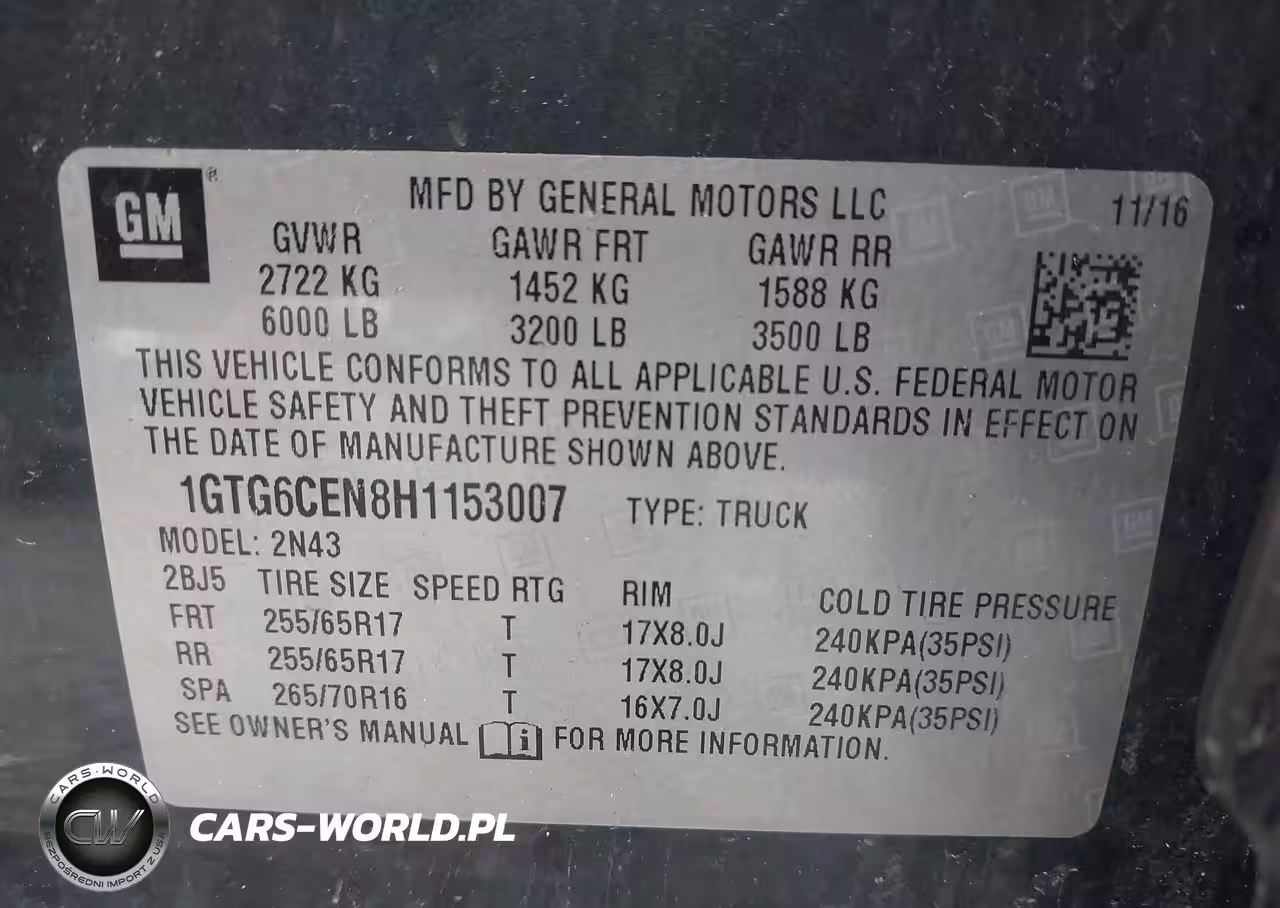 GM ®
MFD BY GENERAL MOTORS LLC
11/16
GVWR GAWR FRT GAWR RR
2722 KG 1452 KG 1588 KG
6000 LB 3200 LB 3500 LB
THIS VEHICLE CONFORMS TO ALL APPLICABLE U.S. FEDERAL MOTOR
VEHICLE SAFETY AND THEFT PREVENTION STANDARDS IN EFFECT ON
THE DATE OF MANUFACTURE SHOWN ABOVE.
1GTG6CEN8H1153007 TYPE: TRUCK
MODEL: 2N43
2BJ5 TIRE SIZE SPEED RTG RIM COLD TIRE PRESSURE
FRT 255/65R17 T 17X8.0J 240KPA(35PSI)
RR 255/65R17 T 17X8.0J 240KPA(35PSI)
SPA 265/70R16 T 16X7.0J 240KPA(35PSI)
SEE OWNER'S MANUAL i FOR MORE INFORMATION.
CARS-WORLD
CW
BEZPOŚREDNI IMPORT Z USA
CARS-WORLD.PL